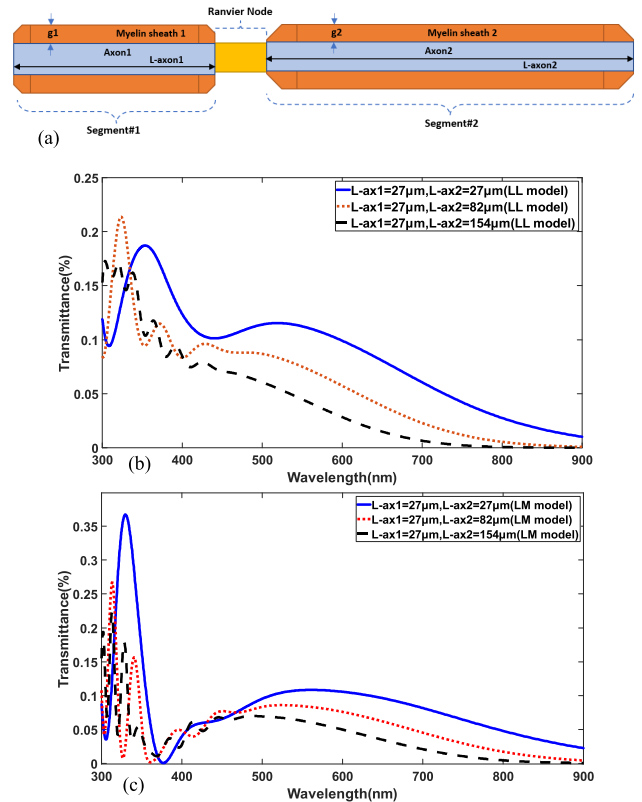 Ranvier Node
g1
Myelin sheath 1
g2
Myelin sheath 2
Axon1
Axon2
L-axon1
L-axon2
Segment#1
Segment#2
(a)
0.25
0.2
0.15
0.1
0.05
0
Transmittance(%)
L-ax1=27µm,L-ax2=27µm(LL model)
L-ax1=27µm,L-ax2=82µm(LL model)
L-ax1=27µm,L-ax2=154µm(LL model)
300 400 500 600 700 800 900
Wavelength(nm)
(b)
0.35
0.3
0.25
0.2
0.15
0.1
0.05
0
Transmittance(%)
L-ax1=27µm,L-ax2=27µm(LM model)
L-ax1=27µm,L-ax2=82µm(LM model)
L-ax1=27µm,L-ax2=154µm(LM model)
300 400 500 600 700 800 900
Wavelength(nm)
(c)